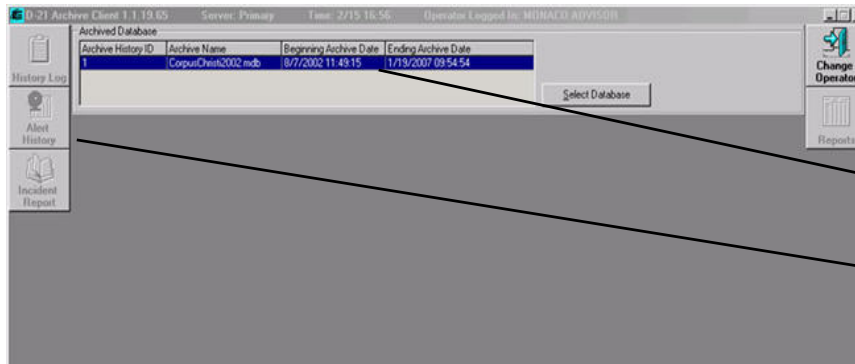 D-21 Archive Client 1.1.19.65 Server: Primary Time: 2/15 16:56 Operator Logged In: MONACO ADVISOR
Archived Database
Archive History ID Archive Name Beginning Archive Date Ending Archive Date
1 CorpusChristi2002.mdb 8/7/2002 11:49:15 1/19/2007 09:54:54
Select Database
History Log
Alert
History
Incident
Report
Change
Operator
Reports